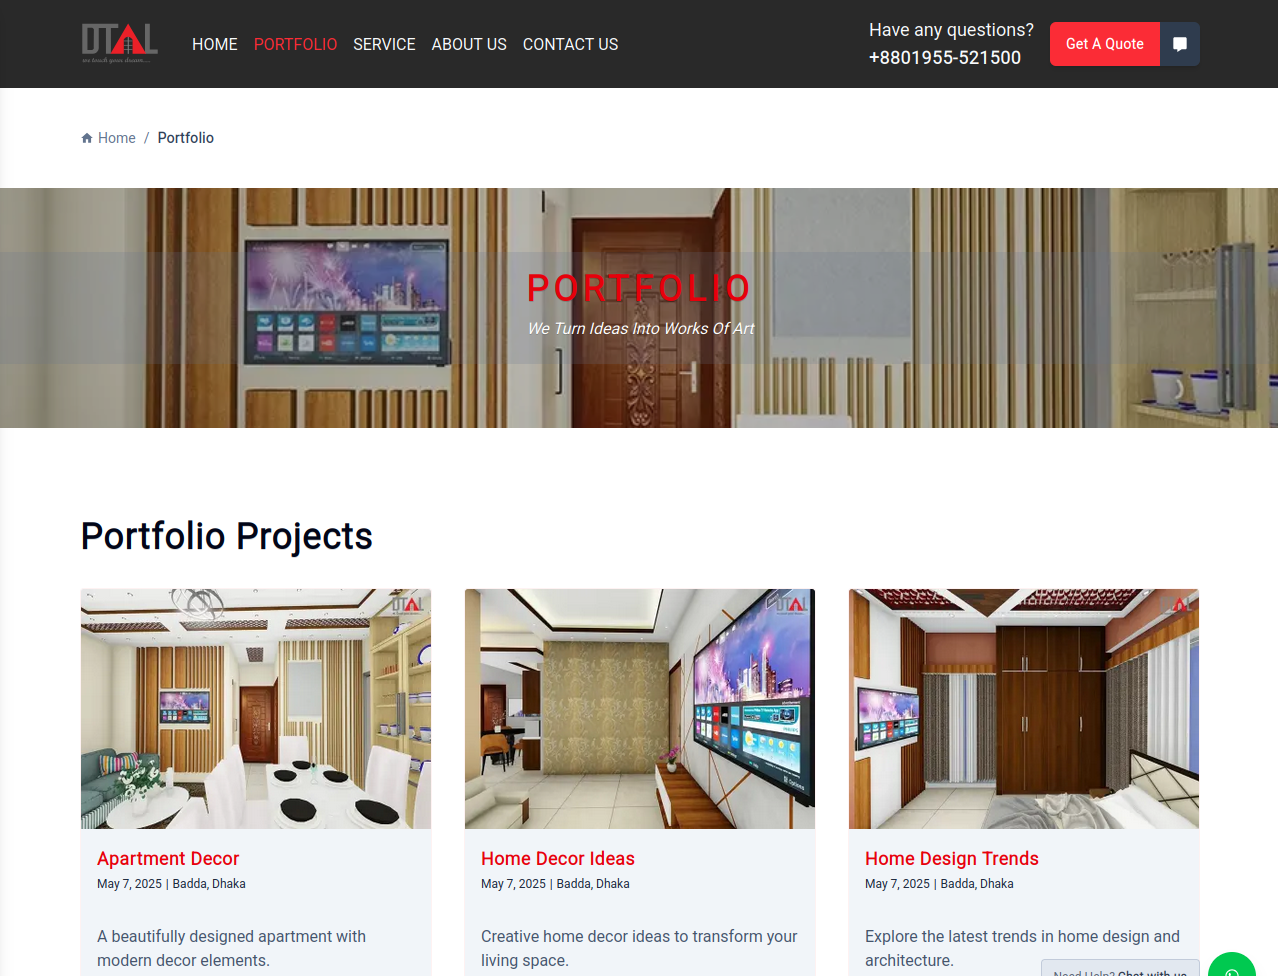 DTAL
we touch your dream....
HOME PORTFOLIO SERVICE ABOUT US CONTACT US
Have any questions?
+8801955-521500
Get A Quote
Home / Portfolio
PORTFOLIO
We Turn Ideas Into Works Of Art
Portfolio Projects
DTAL
DTAL
Apartment Decor
May 7, 2025 | Badda, Dhaka
A beautifully designed apartment with
modern decor elements.
Home Decor Ideas
May 7, 2025 | Badda, Dhaka
Creative home decor ideas to transform your
living space.
Home Design Trends
May 7, 2025 | Badda, Dhaka
Explore the latest trends in home design and
architecture.
Need Help? Chat with us